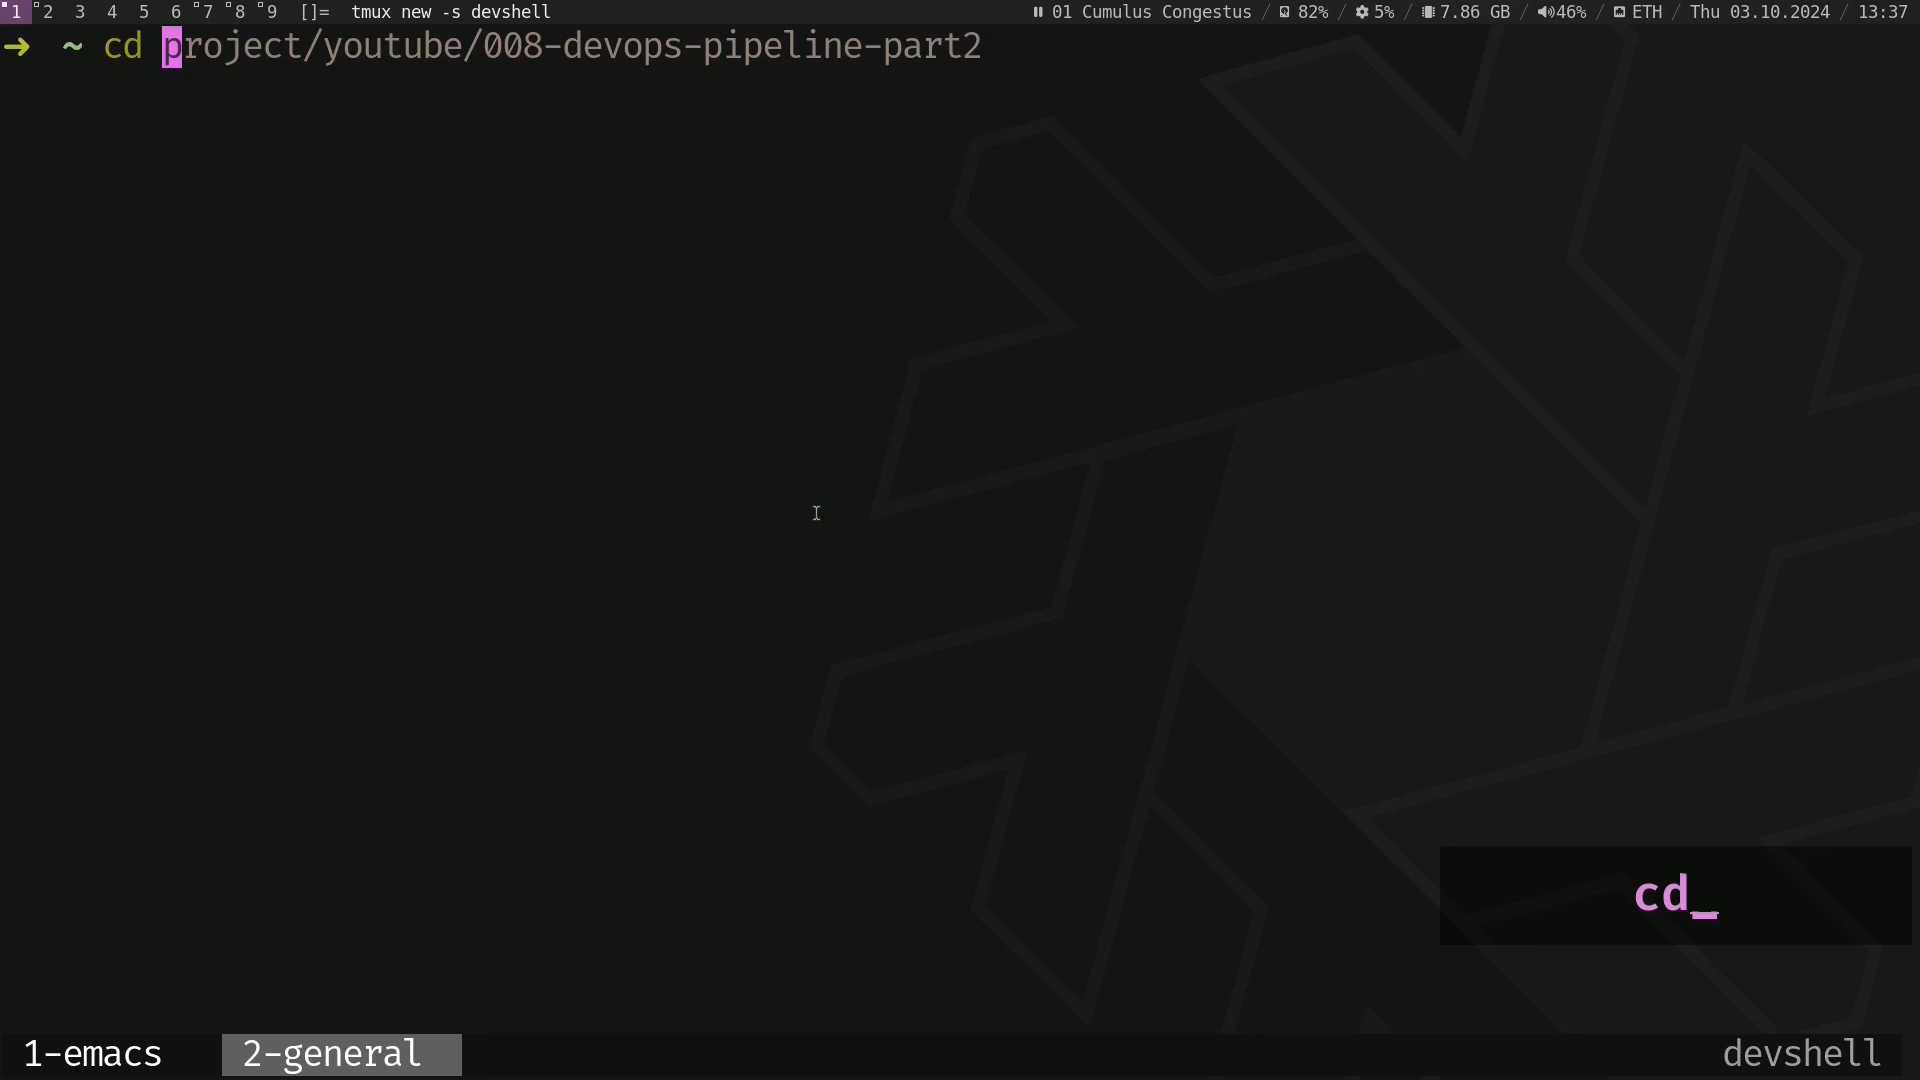 1 2 3 4 5 6 7 8 9 []= tmux new -s devshell 01 Cumulus Congestus / 82% / 5% / 7.86 GB / 46% / ETH / Thu 03.10.2024 / 13:37
➜ ~ cd project/youtube/008-devops-pipeline-part2
cd_
1-emacs 2-general devshell